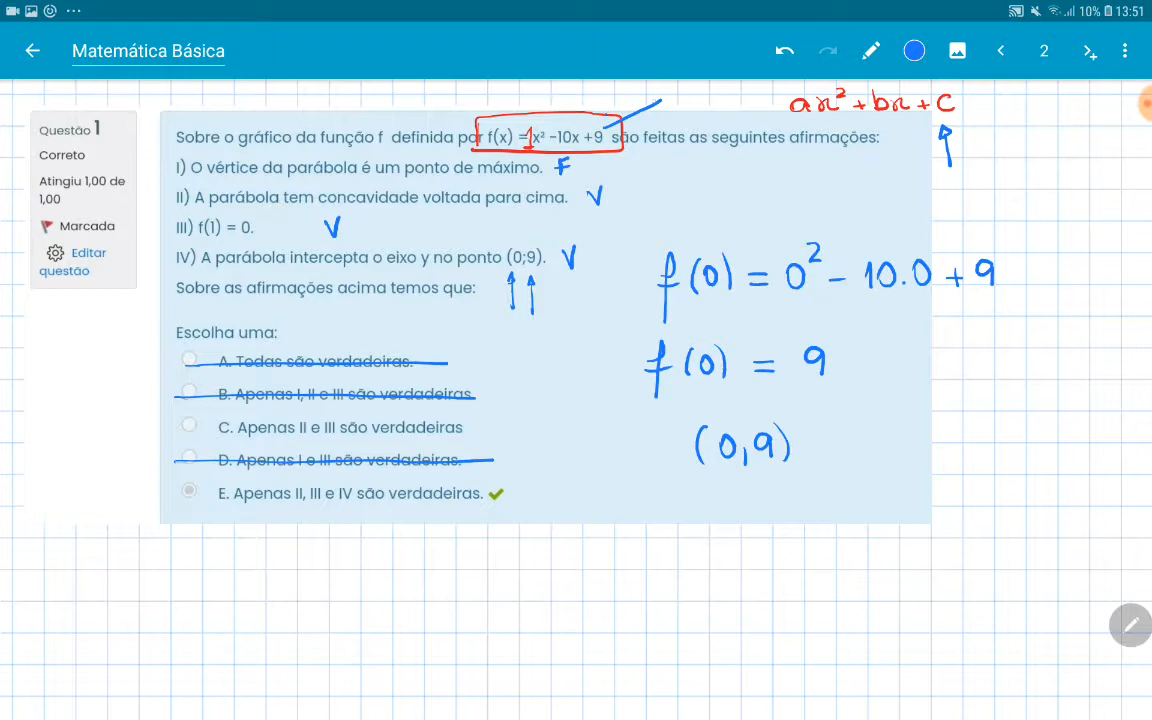 10% 13:51
Matemática Básica
2
ax² + bx + c
Questão 1
Correto
Atingiu 1,00 de
1,00
Marcada
Editar
questão
Sobre o gráfico da função f definida por f(x) = 1x² -10x +9 são feitas as seguintes afirmações:
I) O vértice da parábola é um ponto de máximo. F
II) A parábola tem concavidade voltada para cima. V
III) f(1) = 0. V
IV) A parábola intercepta o eixo y no ponto (0;9). V
Sobre as afirmações acima temos que:
Escolha uma:
A. Todas são verdadeiras.
B. Apenas I, II e III são verdadeiras.
C. Apenas II e III são verdadeiras
D. Apenas I e III são verdadeiras.
E. Apenas II, III e IV são verdadeiras.
f(0) = 0² - 10.0 + 9
f(0) = 9
(0,9)